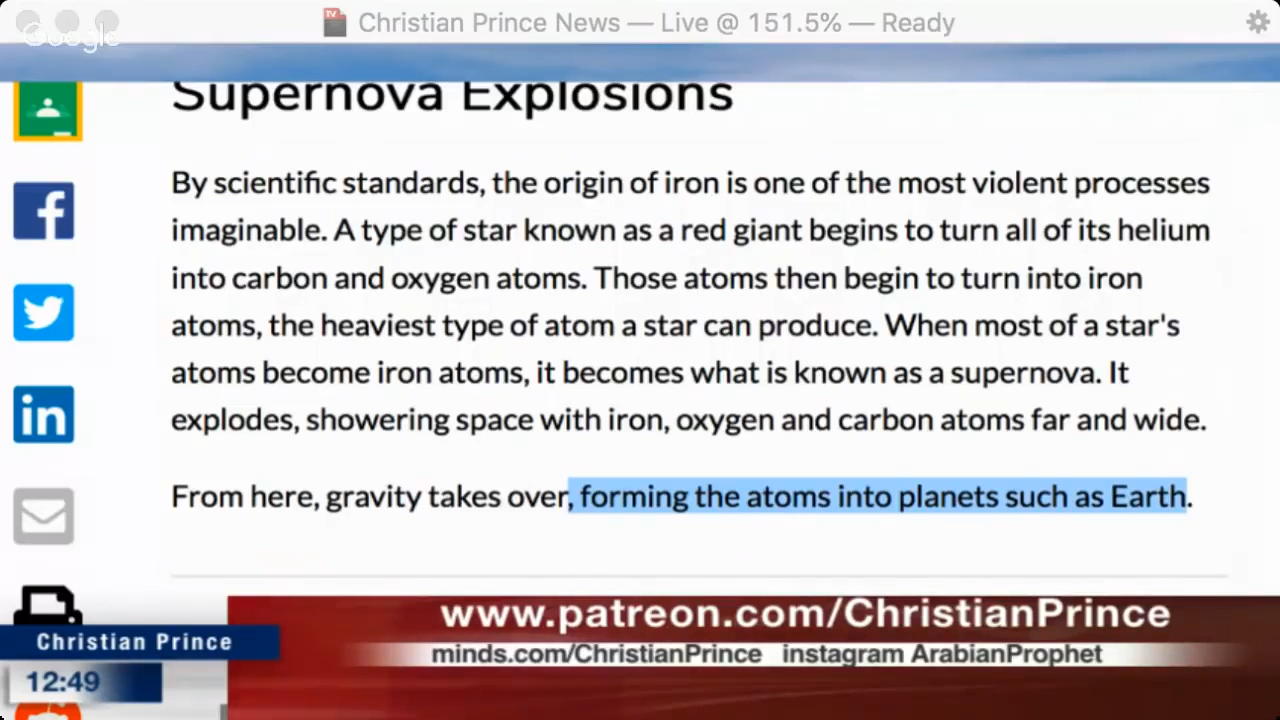 Christian Prince News — Live @ 151.5% — Ready
Google
Supernova Explosions
By scientific standards, the origin of iron is one of the most violent processes
imaginable. A type of star known as a red giant begins to turn all of its helium
into carbon and oxygen atoms. Those atoms then begin to turn into iron
atoms, the heaviest type of atom a star can produce. When most of a star's
atoms become iron atoms, it becomes what is known as a supernova. It
explodes, showering space with iron, oxygen and carbon atoms far and wide.
From here, gravity takes over, forming the atoms into planets such as Earth.
www.patreon.com/ChristianPrince
Christian Prince
minds.com/ChristianPrince instagram ArabianProphet
12:49